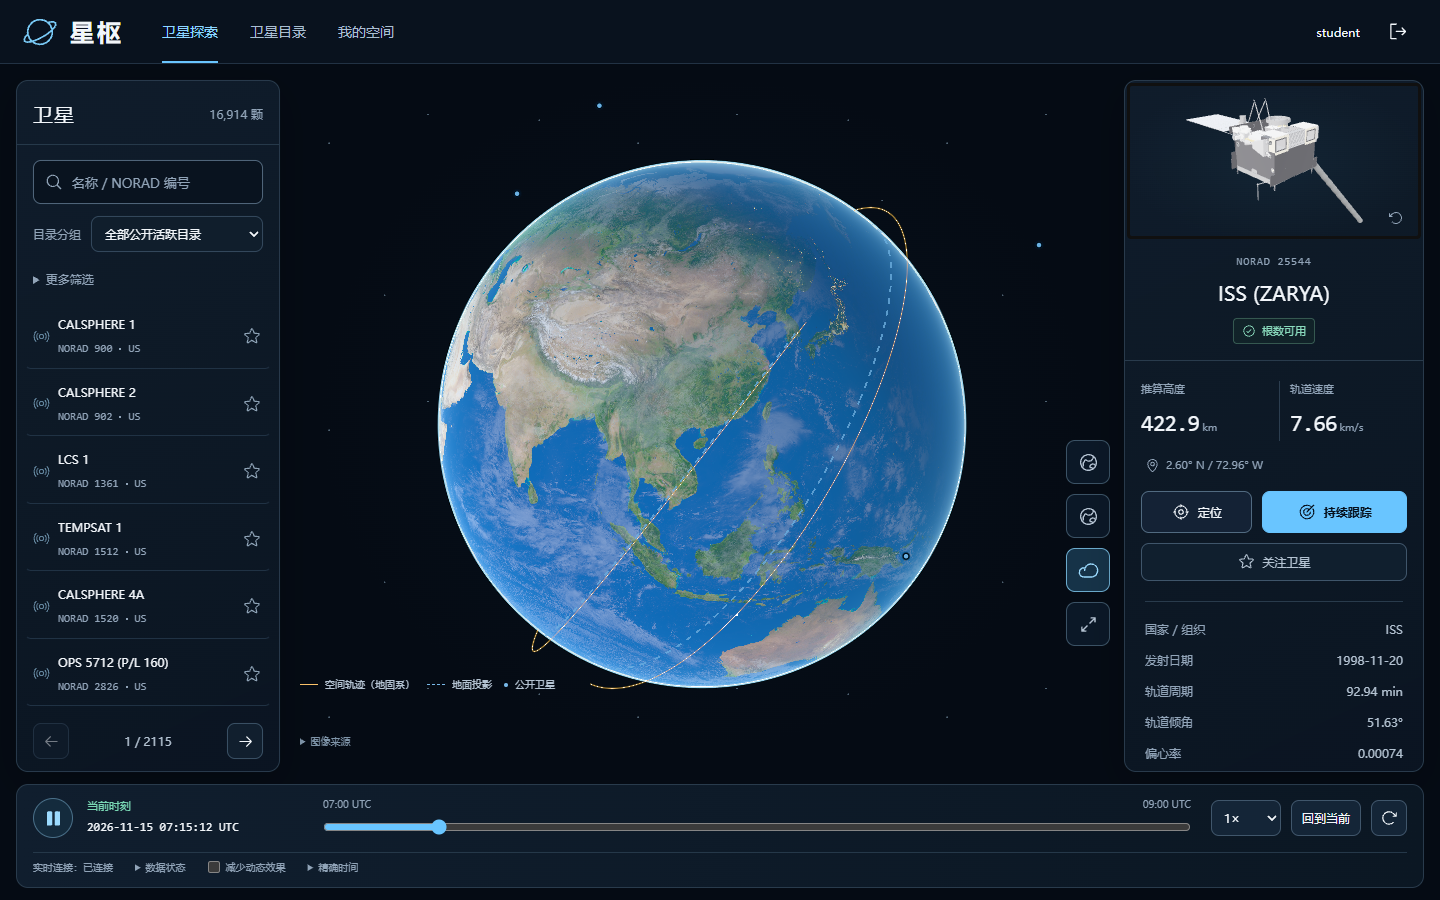 星枢
卫星探索
卫星目录
我的空间
student
卫星
16,914 颗
名称 / NORAD 编号
目录分组
全部公开活跃目录
更多筛选
CALSPHERE 1
NORAD 900 · US
CALSPHERE 2
NORAD 902 · US
LCS 1
NORAD 1361 · US
TEMPSAT 1
NORAD 1512 · US
CALSPHERE 4A
NORAD 1520 · US
OPS 5712 (P/L 160)
NORAD 2826 · US
1 / 2115
空间轨迹（地固系）
地面投影
公开卫星
图像来源
NORAD 25544
ISS (ZARYA)
根数可用
推算高度
422.9 km
轨道速度
7.66 km/s
2.60° N / 72.96° W
定位
持续跟踪
关注卫星
国家 / 组织
ISS
发射日期
1998-11-20
轨道周期
92.94 min
轨道倾角
51.63°
偏心率
0.00074
当前时刻
2026-11-15 07:15:12 UTC
07:00 UTC
09:00 UTC
1×
回到当前
实时连接: 已连接
数据状态
减少动态效果
精确时间